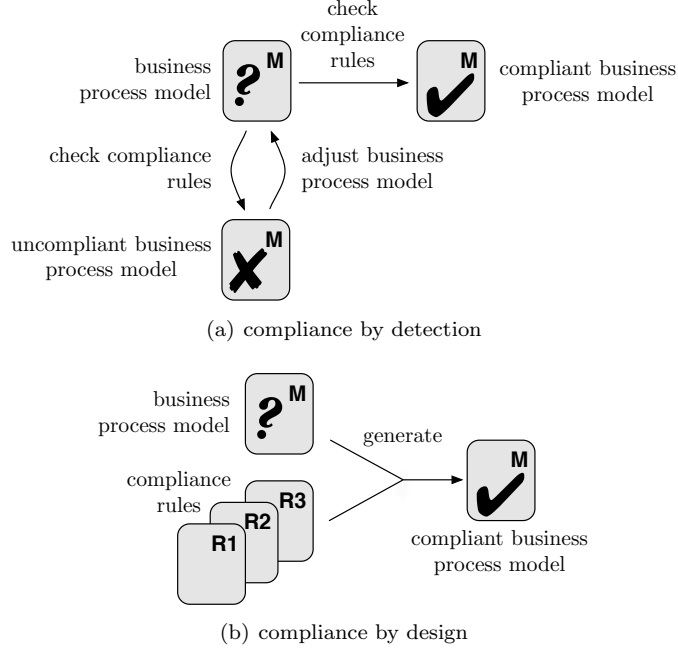 check
compliance
rules
business
process model
M
?
M
compliant business
process model
check compliance
rules
adjust business
process model
uncompliant business
process model
M
(a) compliance by detection
business
process model
M
?
generate
compliance
rules
R3
R2
R1
M
compliant business
process model
(b) compliance by design